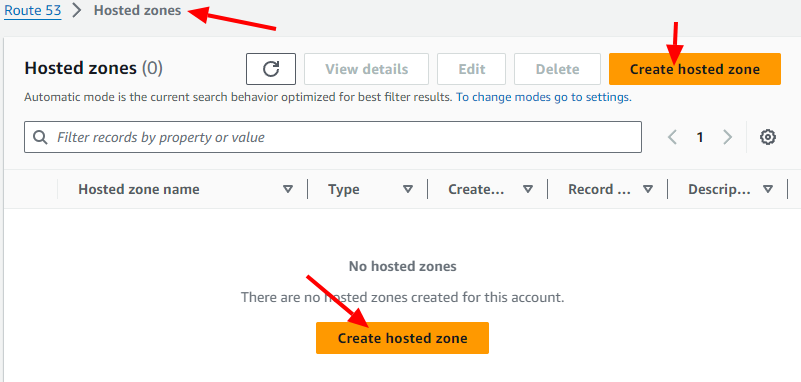 Route 53 > Hosted zones
Hosted zones (0) View details Edit Delete Create hosted zone
Automatic mode is the current search behavior optimized for best filter results. To change modes go to settings.
Filter records by property or value 1
Hosted zone name Type Create... Record ... Descrip...
No hosted zones
There are no hosted zones created for this account.
Create hosted zone